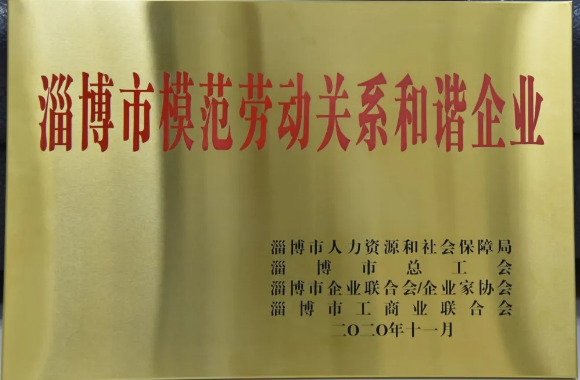 淄博市模范劳动关系和谐企业
淄博市人力资源和社会保障局
淄博市总工会
淄博市企业联合会/企业家协会
淄博市工商业联合会
二〇二〇年十一月